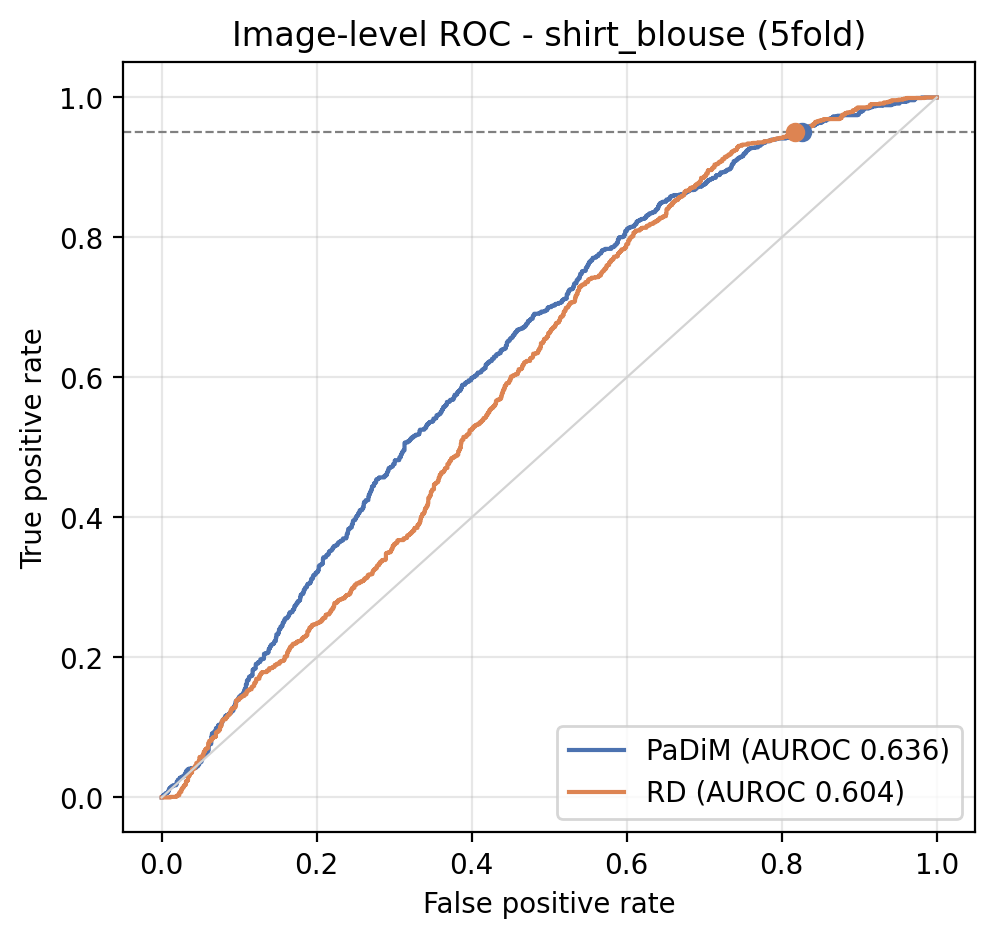 Image-level ROC - shirt_blouse (5fold)
True positive rate
1.0
0.8
0.6
0.4
0.2
0.0
PaDiM (AUROC 0.636)
RD (AUROC 0.604)
0.0 0.2 0.4 0.6 0.8 1.0
False positive rate